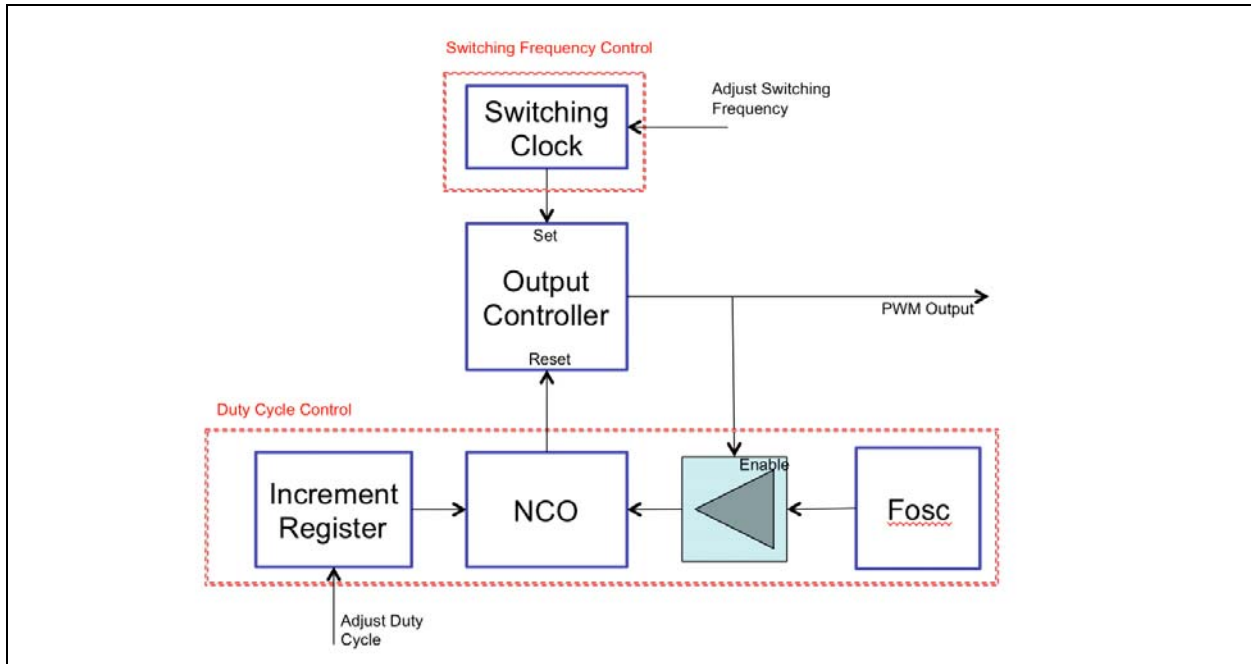 Switching Frequency Control
Switching
Clock
Adjust Switching
Frequency
Set
Output
Controller
Reset
PWM Output
Duty Cycle Control
Increment
Register
NCO
Enable
Fosc
Adjust Duty
Cycle